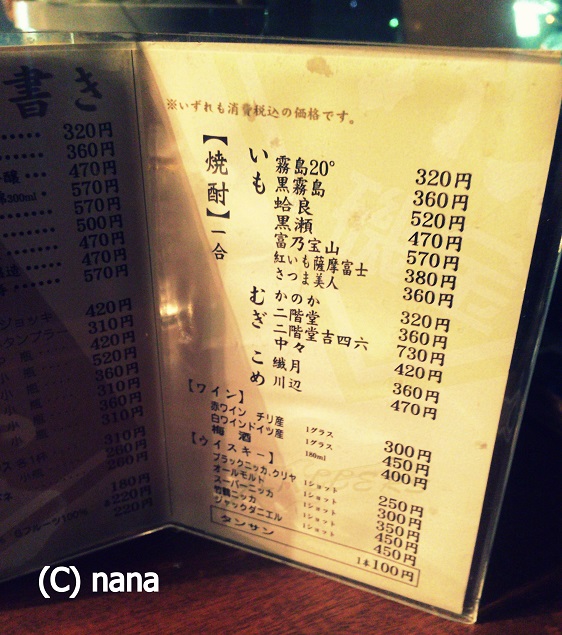 書き
320円
360円
470円
570円
570円
500円
470円
570円
ジョッキ
420円
310円
420円
520円
360円
310円
360円
310円
310円
260円
260円
180円
220円
220円
※いずれも消費税込の価格です。
【焼酎】一合
いも
霧島20° 320円
黒霧島 360円
蛤良 520円
黒瀬 470円
富乃宝山 570円
紅いも薩摩富士 380円
さつま美人 360円
むぎ
かのか 320円
二階堂 360円
二階堂吉四六 730円
中々 420円
こめ
繊月 360円
川辺 470円
【ワイン】
赤ワイン チリ産 1グラス 300円
白ワインドイツ産 1グラス 450円
梅酒 180ml 400円
【ウイスキー】
ブラックニッカ、クリヤ 1ショット 250円
オールモルト 1ショット 300円
スーパーニッカ 1ショット 350円
竹鶴ニッカ 1ショット 450円
ジャックダニエル 1ショット 450円
タンサン 1本100円
(C) nana